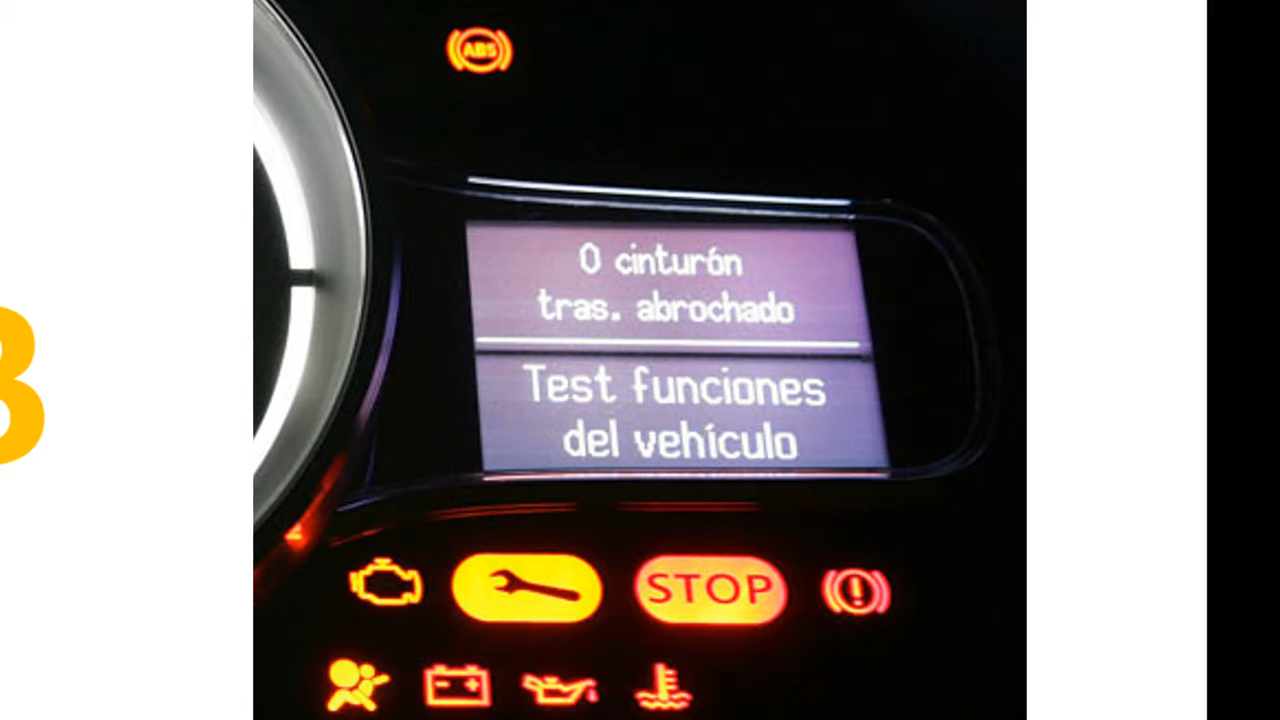 ABS
0 cinturón
tras. abrochado
Test funciones
del vehículo
STOP